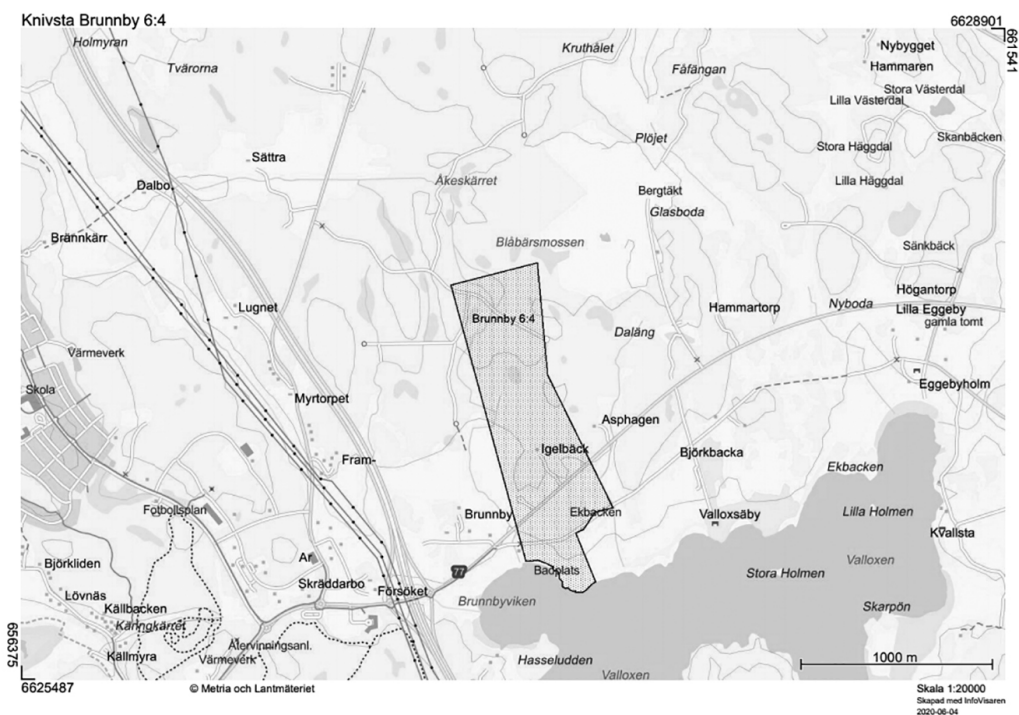 Knivsta Brunnby 6:4
6628901
661541
Holmyran
Tvärorna
Kruthålet
Fåfängan
Nybygget
Hammaren
Stora Västerdal
Lilla Västerdal
Plöjet
Skanbäcken
Stora Häggdal
Sättra
Åkeskärret
Lilla Häggdal
Dalbo
Bergtäkt
Glasboda
Brännkärr
Blåbärsmossen
Sänkbäck
Högantorp
Lugnet
Hammartorp
Nyboda
Lilla Eggeby
gamla tomt
Brunnby 6:4
Daläng
Värmeverk
Skola
Eggebyholm
Myrtorpet
Asphagen
Igelbäck
Björkbacka
Fram-
Ekbacken
Fotbollsplan
Brunnby
Ekbacken
Valloxsäby
Lilla Holmen
Kvallsta
Ar
Björkliden
Valloxen
77
Badplats
Stora Holmen
Skräddarbo
Försöket
Lövnäs
Brunnbyviken
Källbacken
Skarpön
Käringkärret
656375
Återvinningsanl.
Källmyra
Värmeverk
Hasseludden
1000 m
Valloxen
6625487
© Metria och Lantmäteriet
Skala 1:20000
Skapad med InfoVisaren
2020-06-04